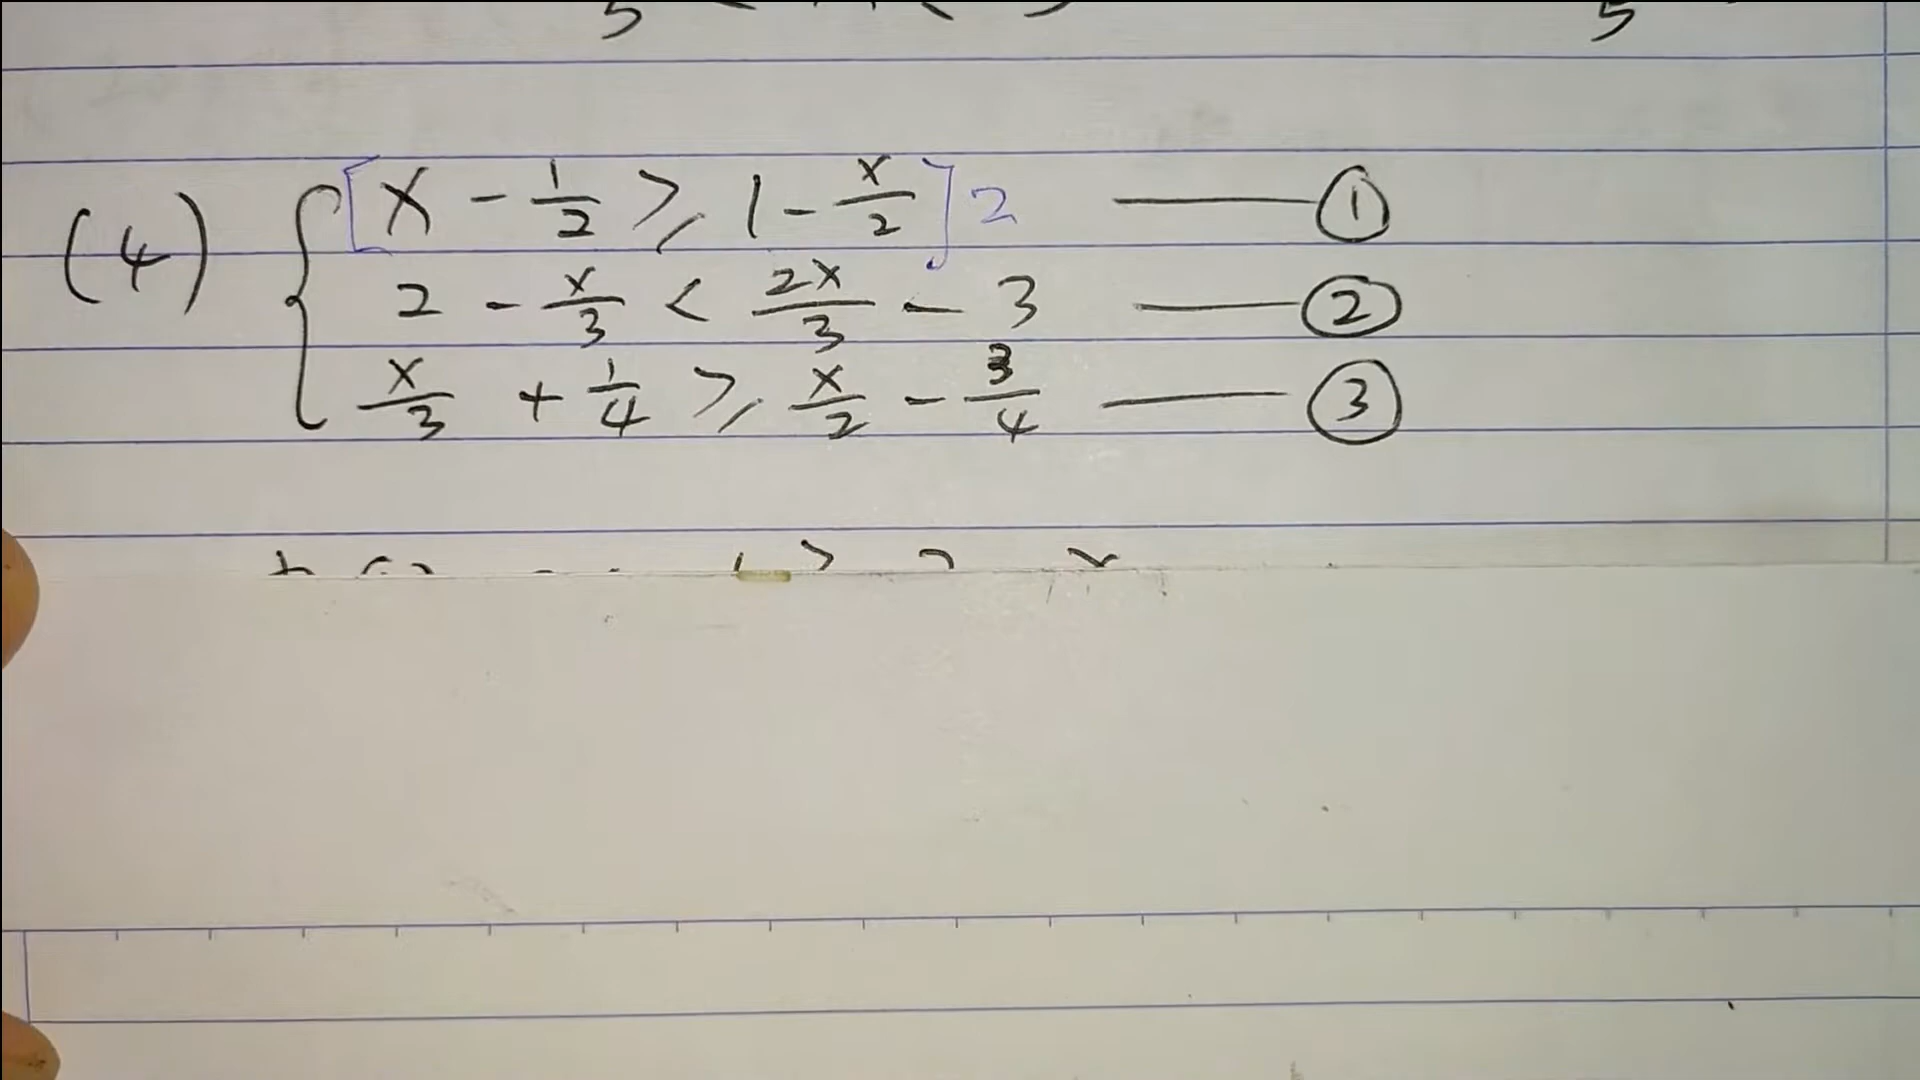 (4) { [x - 1/2 ≥ 1 - x/2] 2 —— ①
2 - x/3 < 2x/3 - 3 —— ②
x/3 + 1/4 ≥ x/2 - 3/4 —— ③